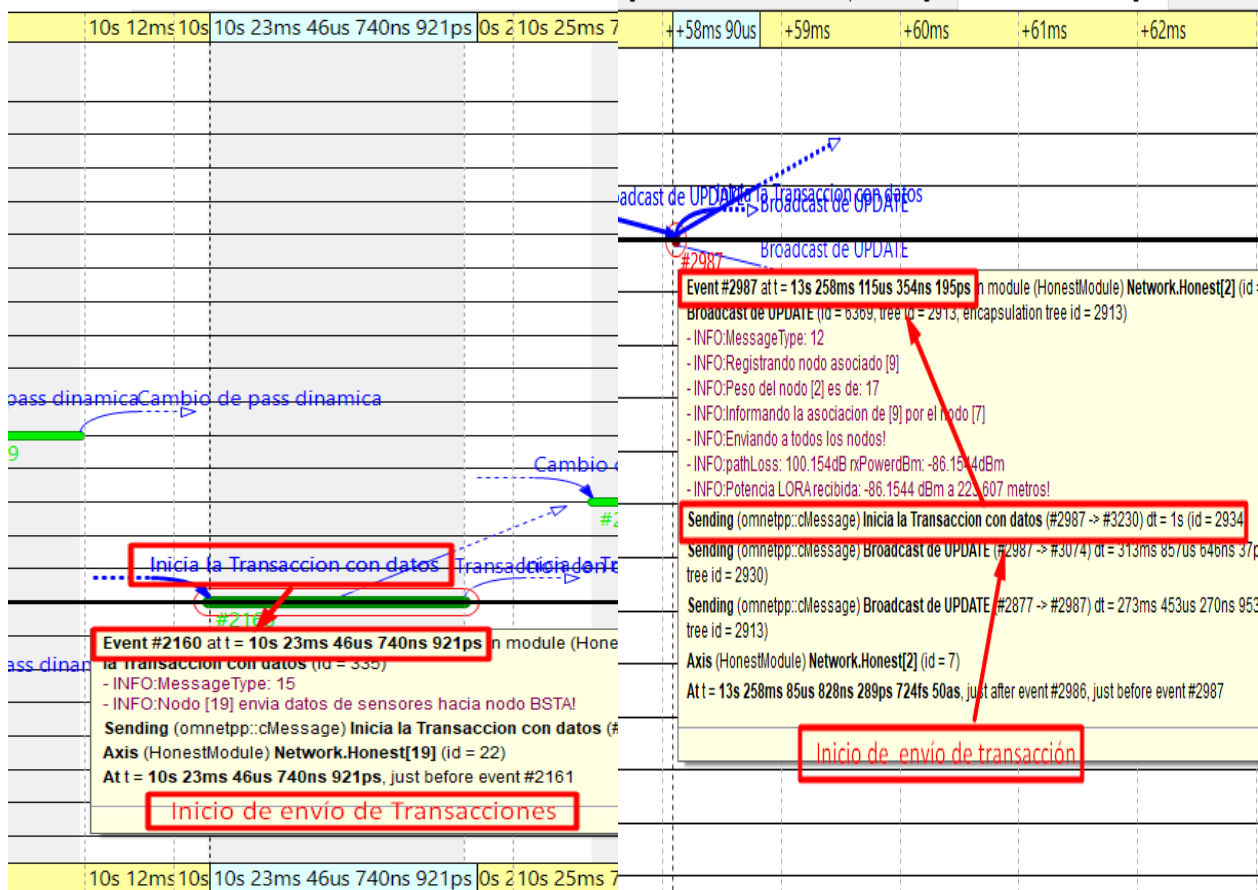 10s 12ms 10s 10s 23ms 46us 740ns 921ps 0s 2 10s 25ms 7
pass dinamica Cambio de pass dinamica
9
Cambio
#2
Inicia la Transaccion con datos
#2160
Event #2160 at t = 10s 23ms 46us 740ns 921ps in module (Hone
la Transaccion con datos (id = 335)
ass dinan
- INFO:MessageType: 15
- INFO:Nodo [19] envia datos de sensores hacia nodo BSTA!
Sending (omnetpp::cMessage) Inicia la Transaccion con datos (#
Axis (HonestModule) Network.Honest[19] (id = 22)
At t = 10s 23ms 46us 740ns 921ps, just before event #2161
Inicio de envío de Transacciones
10s 12ms 10s 10s 23ms 46us 740ns 921ps 0s 2 10s 25ms 7
+ +58ms 90us +59ms +60ms +61ms +62ms
Inicia la Transaccion con datos
Broadcast de UPDATE
Broadcast de UPDATE
#2987
Event #2987 at t = 13s 258ms 115us 354ns 195ps in module (HonestModule) Network.Honest[2] (id =
Broadcast de UPDATE (id = 6369, tree id = 2913, encapsulation tree id = 2913)
- INFO:MessageType: 12
- INFO:Registrando nodo asociado [9]
- INFO:Peso del nodo [2] es de: 17
- INFO:Informando la asociacion de [9] por el nodo [7]
- INFO:Enviando a todos los nodos!
- INFO:pathLoss: 100.154dB rxPowerdBm: -86.1544dBm
- INFO:Potencia LORA recibida: -86.1544 dBm a 223.607 metros!
Sending (omnetpp::cMessage) Inicia la Transaccion con datos (#2987 -> #3230) dt = 1s (id = 2934
Sending (omnetpp::cMessage) Broadcast de UPDATE (#2987 -> #3074) dt = 313ms 857us 646ns 37p
tree id = 2930)
Sending (omnetpp::cMessage) Broadcast de UPDATE (#2877 -> #2987) dt = 273ms 453us 270ns 953
tree id = 2913)
Axis (HonestModule) Network.Honest[2] (id = 7)
At t = 13s 258ms 85us 828ns 289ps 724fs 50as, just after event #2986, just before event #2987
Inicio de envío de transacción